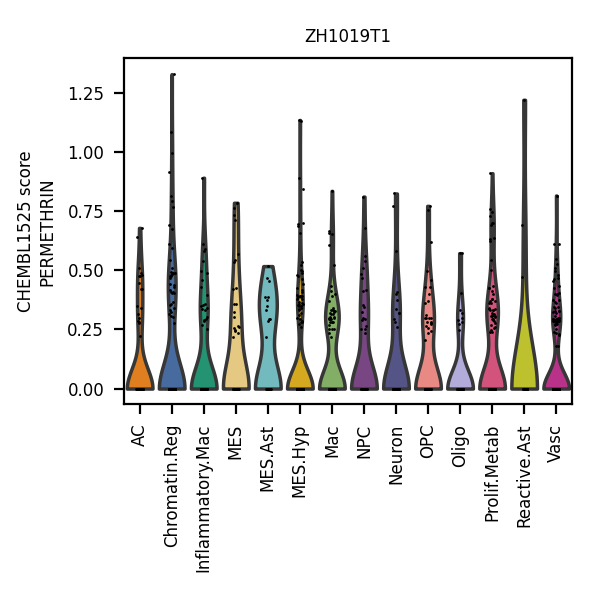 ZH1019T1
CHEMBL1525 score
PERMETHRIN
1.25
1.00
0.75
0.50
0.25
0.00
AC
Chromatin.Reg
Inflammatory.Mac
MES
MES.Ast
MES.Hyp
Mac
NPC
Neuron
OPC
Oligo
Prolif.Metab
Reactive.Ast
Vasc